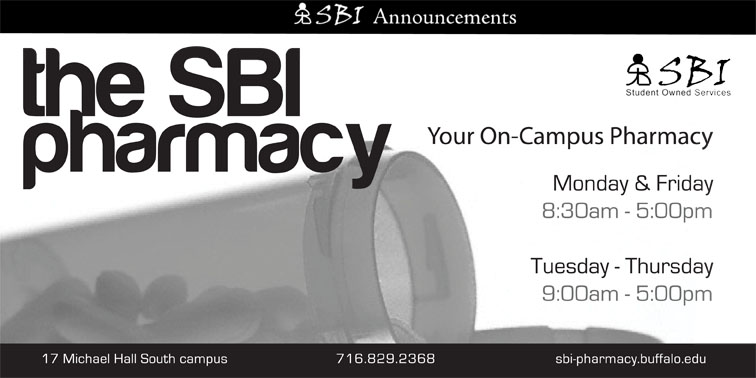 SBI Announcements
the SBI
pharmacy
SBI
Student Owned Services
Your On-Campus Pharmacy
Monday & Friday
8:30am - 5:00pm
Tuesday - Thursday
9:00am - 5:00pm
17 Michael Hall South campus 716.829.2368 sbi-pharmacy.buffalo.edu